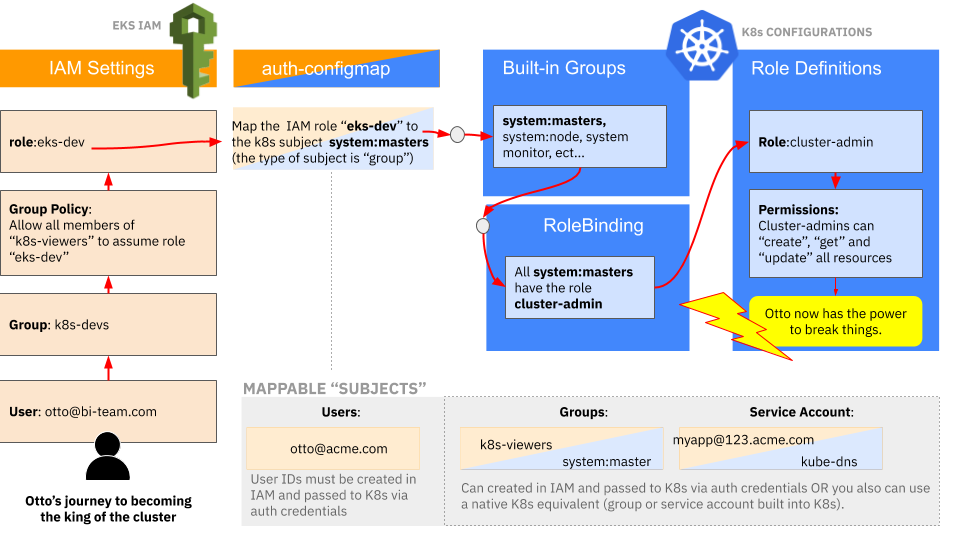 EKS IAM
K8s CONFIGURATIONS
IAM Settings
auth-configmap
Built-in Groups
Role Definitions
role:eks-dev
Map the IAM role “eks-dev” to
the k8s subject system:masters
(the type of subject is “group”)
system:masters,
system:node, system
monitor, ect...
Role:cluster-admin
Group Policy:
Allow all members of
“k8s-viewers” to assume role
“eks-dev”
RoleBinding
All system:masters
have the role
cluster-admin
Permissions:
Cluster-admins can
“create”, “get” and
“update” all resources
Group: k8s-devs
Otto now has the power
to break things.
User: otto@bi-team.com
Otto’s journey to becoming
the king of the cluster
MAPPABLE “SUBJECTS”
Users:
otto@acme.com
User IDs must be created in
IAM and passed to K8s via
auth credentials
Groups:
k8s-viewers
system:master
Service Account:
myapp@123.acme.com
kube-dns
Can created in IAM and passed to K8s via auth credentials OR you also can use
a native K8s equivalent (group or service account built into K8s).